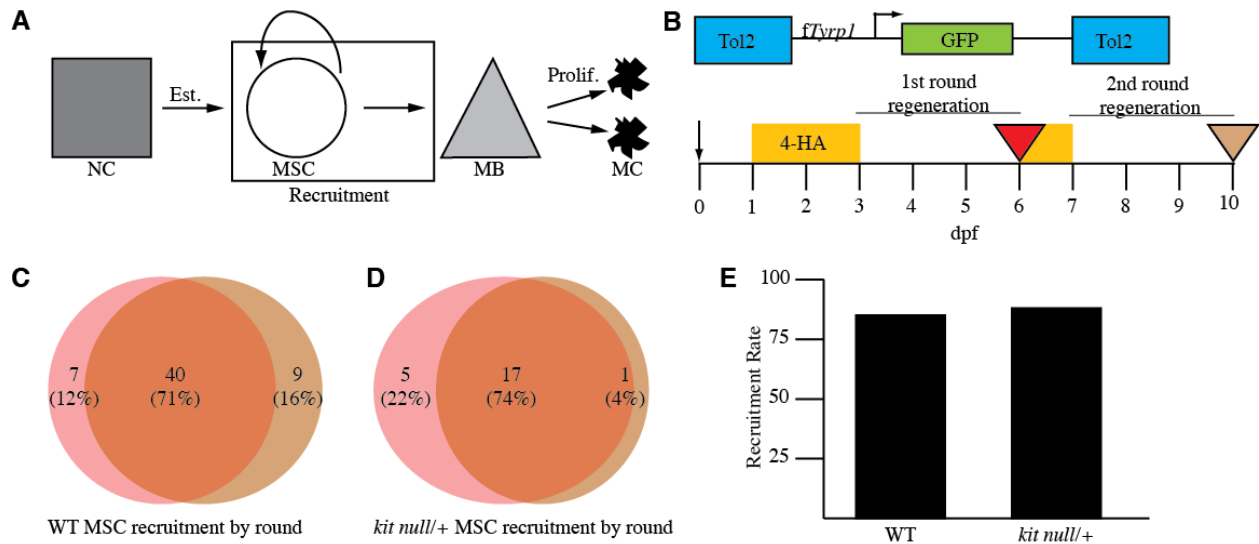 A
Est.
Prolif.
NC
MSC
MB
MC
Recruitment
B
Tol2
fTyrp1
GFP
Tol2
1st round
regeneration
2nd round
regeneration
4-HA
0 1 2 3 4 5 6 7 8 9 10
dpf
C
7
(12%)
40
(71%)
9
(16%)
WT MSC recruitment by round
D
5
(22%)
17
(74%)
1
(4%)
kit null/+ MSC recruitment by round
E
Recruitment Rate
100
75
50
25
WT
kit null/+